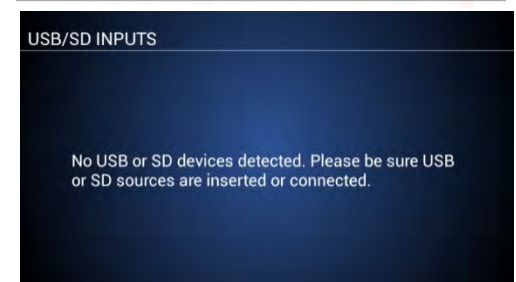 USB/SD INPUTS
No USB or SD devices detected. Please be sure USB
or SD sources are inserted or connected.